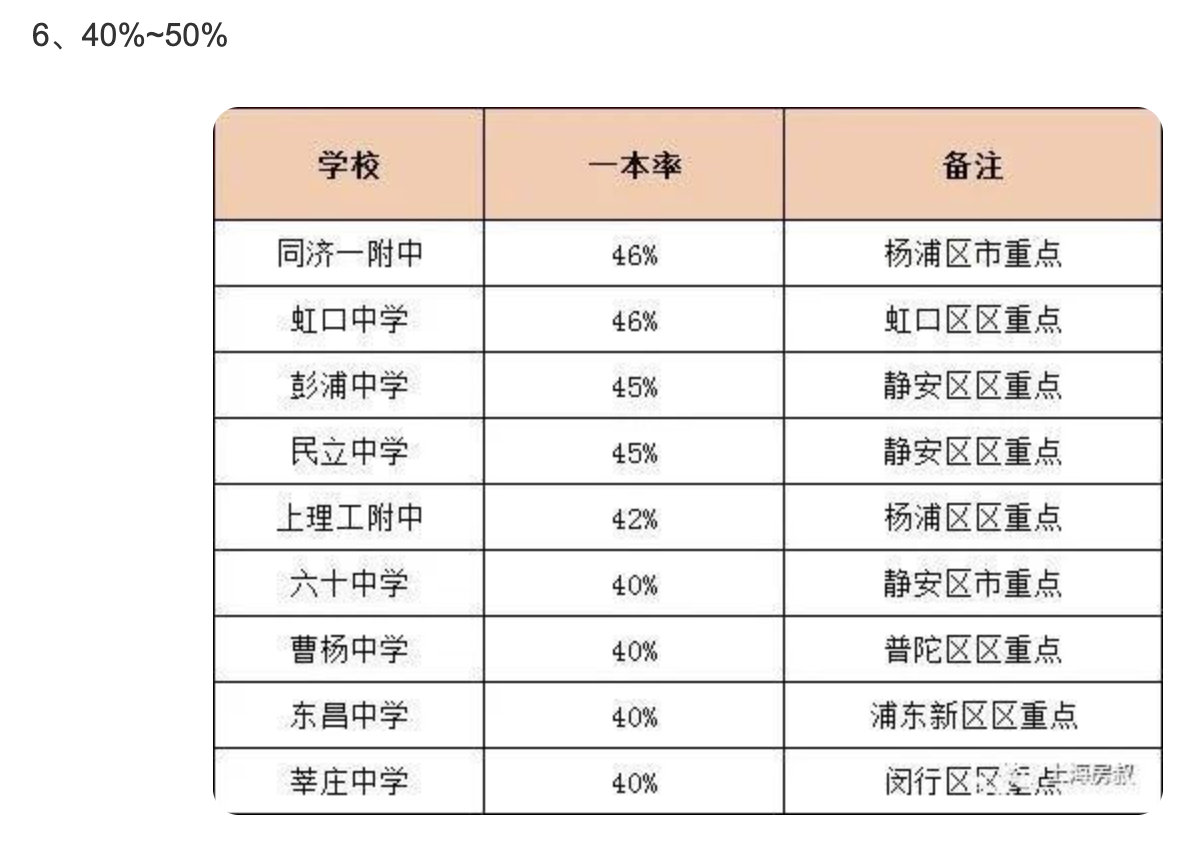 6、40%~50%
学校 一本率 备注
同济一附中 46% 杨浦区市重点
虹口中学 46% 虹口区区重点
彭浦中学 45% 静安区区重点
民立中学 45% 静安区区重点
上理工附中 42% 杨浦区区重点
六十中学 40% 静安区市重点
曹杨中学 40% 普陀区区重点
东昌中学 40% 浦东新区区重点
莘庄中学 40% 闵行区区重点
上海房叔